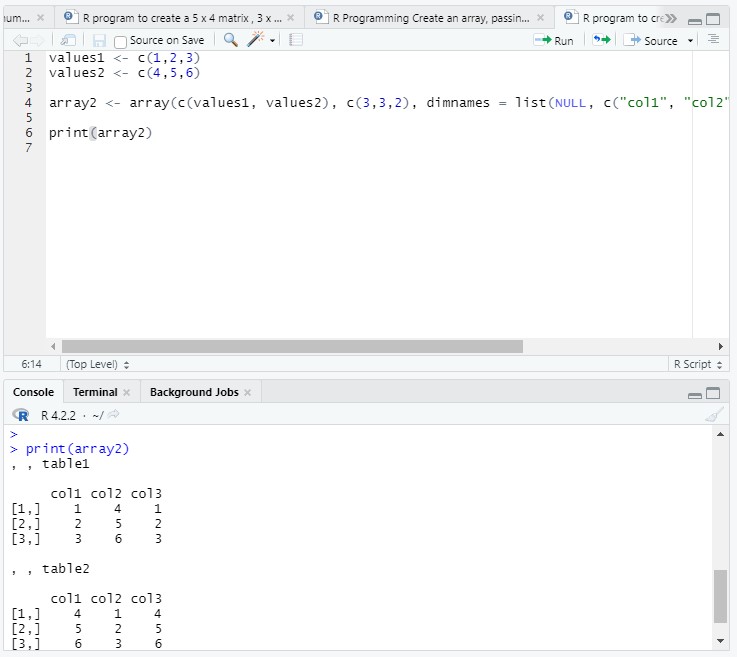 um...
R program to create a 5 x 4 matrix , 3 x ...
R Programming Create an array, passin...
R program to cre
Source on Save
Run
Source
1 values1 <- c(1,2,3)
2 values2 <- c(4,5,6)
3
4 array2 <- array(c(values1, values2), c(3,3,2), dimnames = list(NULL, c("col1", "col2"
5
6 print(array2)
7
6:14 (Top Level) R Script
Console Terminal Background Jobs
R 4.2.2 · ~/
>
> print(array2)
, , table1
col1 col2 col3
[1,] 1 4 1
[2,] 2 5 2
[3,] 3 6 3
, , table2
col1 col2 col3
[1,] 4 1 4
[2,] 5 2 5
[3,] 6 3 6